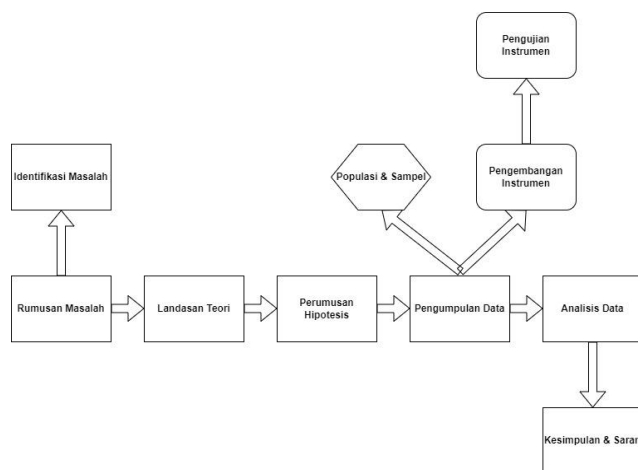 Pengujian
Instrumen
Identifikasi Masalah
Populasi & Sampel
Pengembangan
Instrumen
Rumusan Masalah
Landasan Teori
Perumusan
Hipotesis
Pengumpulan Data
Analisis Data
Kesimpulan & Saran